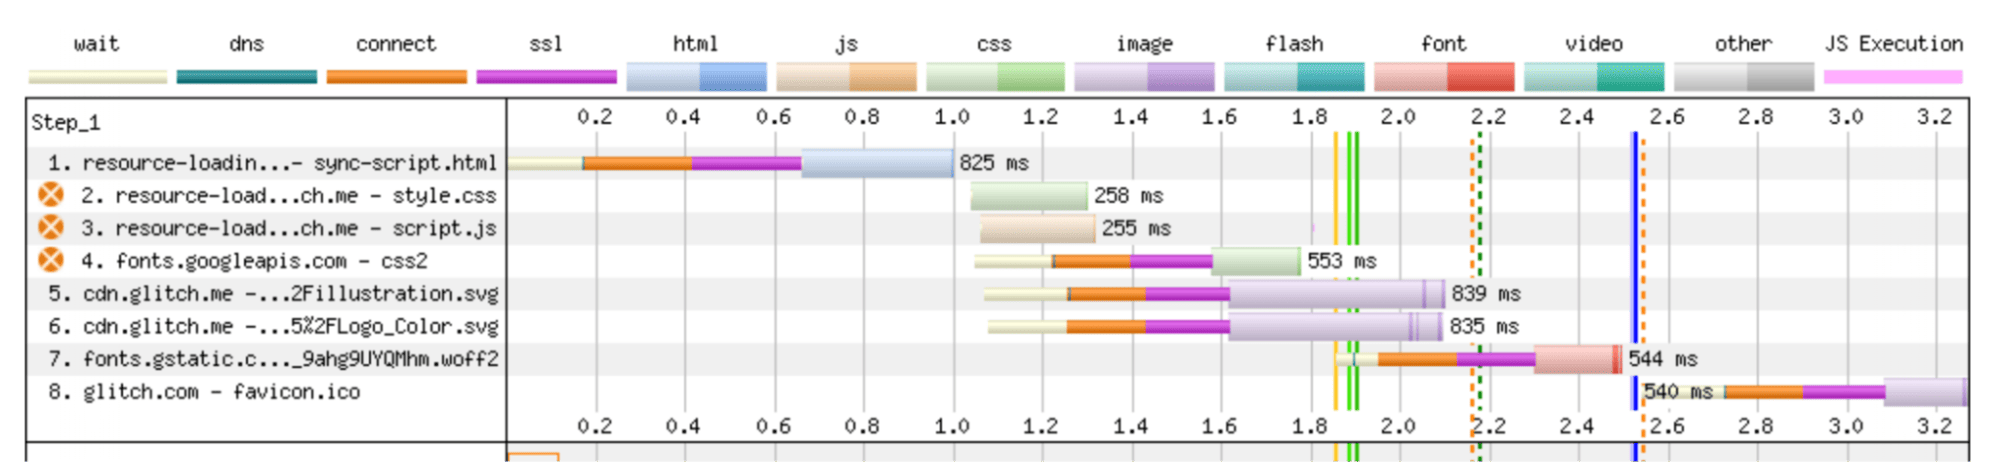 wait dns connect ssl html js css image flash font video other JS Execution
Step_1 0.2 0.4 0.6 0.8 1.0 1.2 1.4 1.6 1.8 2.0 2.2 2.4 2.6 2.8 3.0 3.2
1. resource-loadin...- sync-script.html 825 ms
2. resource-load...ch.me - style.css 258 ms
3. resource-load...ch.me - script.js 255 ms
4. fonts.googleapis.com - css2 553 ms
5. cdn.glitch.me -...2Fillustration.svg 839 ms
6. cdn.glitch.me -...5%2FLogo_Color.svg 835 ms
7. fonts.gstatic.c..._9ahg9UYQMhm.woff2 544 ms
8. glitch.com - favicon.ico 540 ms
0.2 0.4 0.6 0.8 1.0 1.2 1.4 1.6 1.8 2.0 2.2 2.4 2.6 2.8 3.0 3.2